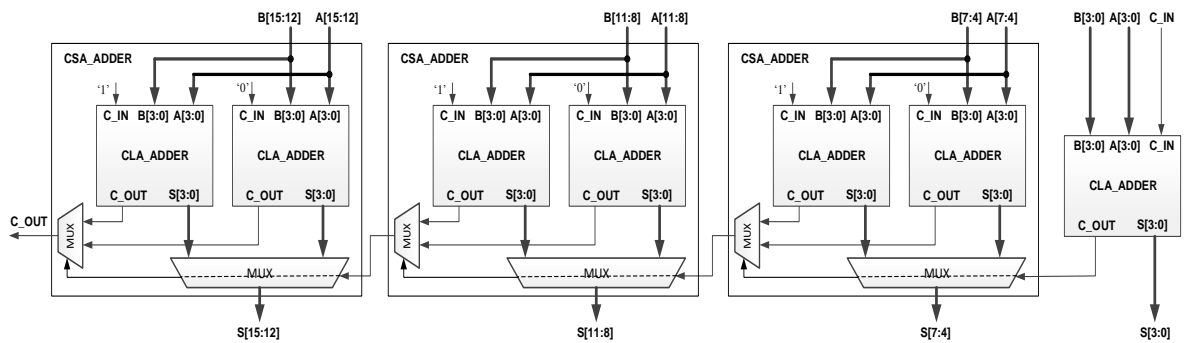 B[15:12] A[15:12] B[11:8] A[11:8] B[7:4] A[7:4] B[3:0] A[3:0] C_IN
CSA_ADDER CSA_ADDER CSA_ADDER
‘1’ ‘0’ ‘1’ ‘0’ ‘1’ ‘0’
C_IN B[3:0] A[3:0] C_IN B[3:0] A[3:0] C_IN B[3:0] A[3:0] C_IN B[3:0] A[3:0] C_IN B[3:0] A[3:0] C_IN B[3:0] A[3:0]
B[3:0] A[3:0] C_IN
CLA_ADDER CLA_ADDER CLA_ADDER CLA_ADDER CLA_ADDER CLA_ADDER
CLA_ADDER
C_OUT S[3:0] C_OUT S[3:0] C_OUT S[3:0] C_OUT S[3:0] C_OUT S[3:0] C_OUT S[3:0]
C_OUT S[3:0]
C_OUT
MUX MUX MUX
MUX MUX MUX
S[15:12] S[11:8] S[7:4] S[3:0]